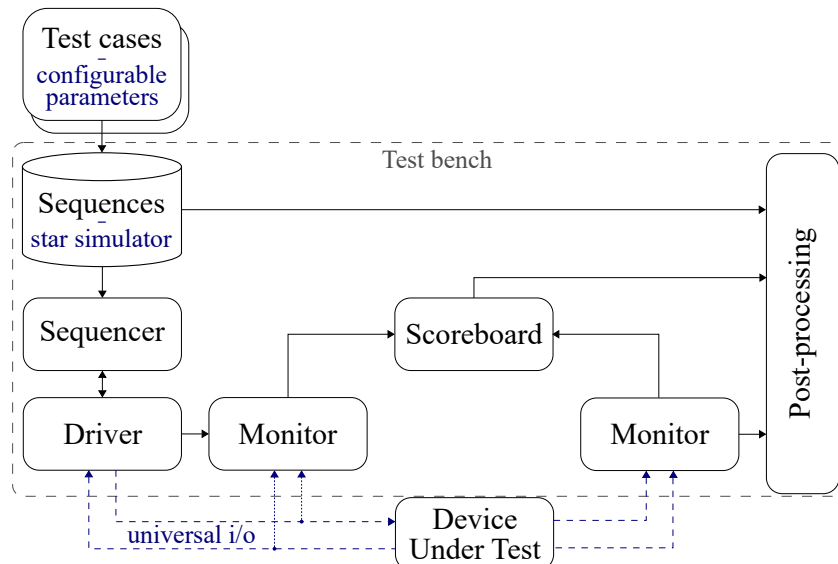 Test cases
-
configurable
parameters
Test bench
Sequences
-
star simulator
Sequencer
Scoreboard
Post-processing
Driver
Monitor
Monitor
universal i/o
Device
Under Test